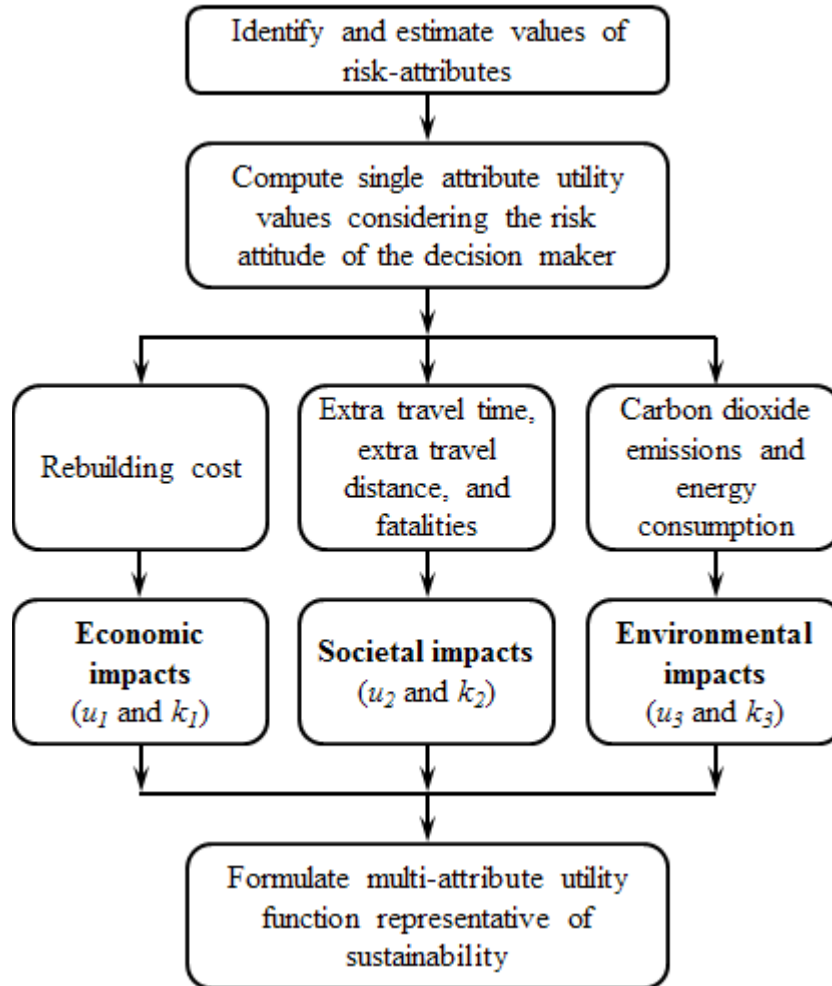 Identify and estimate values of
risk-attributes
Compute single attribute utility
values considering the risk
attitude of the decision maker
Rebuilding cost
Extra travel time,
extra travel
distance, and
fatalities
Carbon dioxide
emissions and
energy
consumption
Economic
impacts
(u1 and k1)
Societal impacts
(u2 and k2)
Environmental
impacts
(u3 and k3)
Formulate multi-attribute utility
function representative of
sustainability